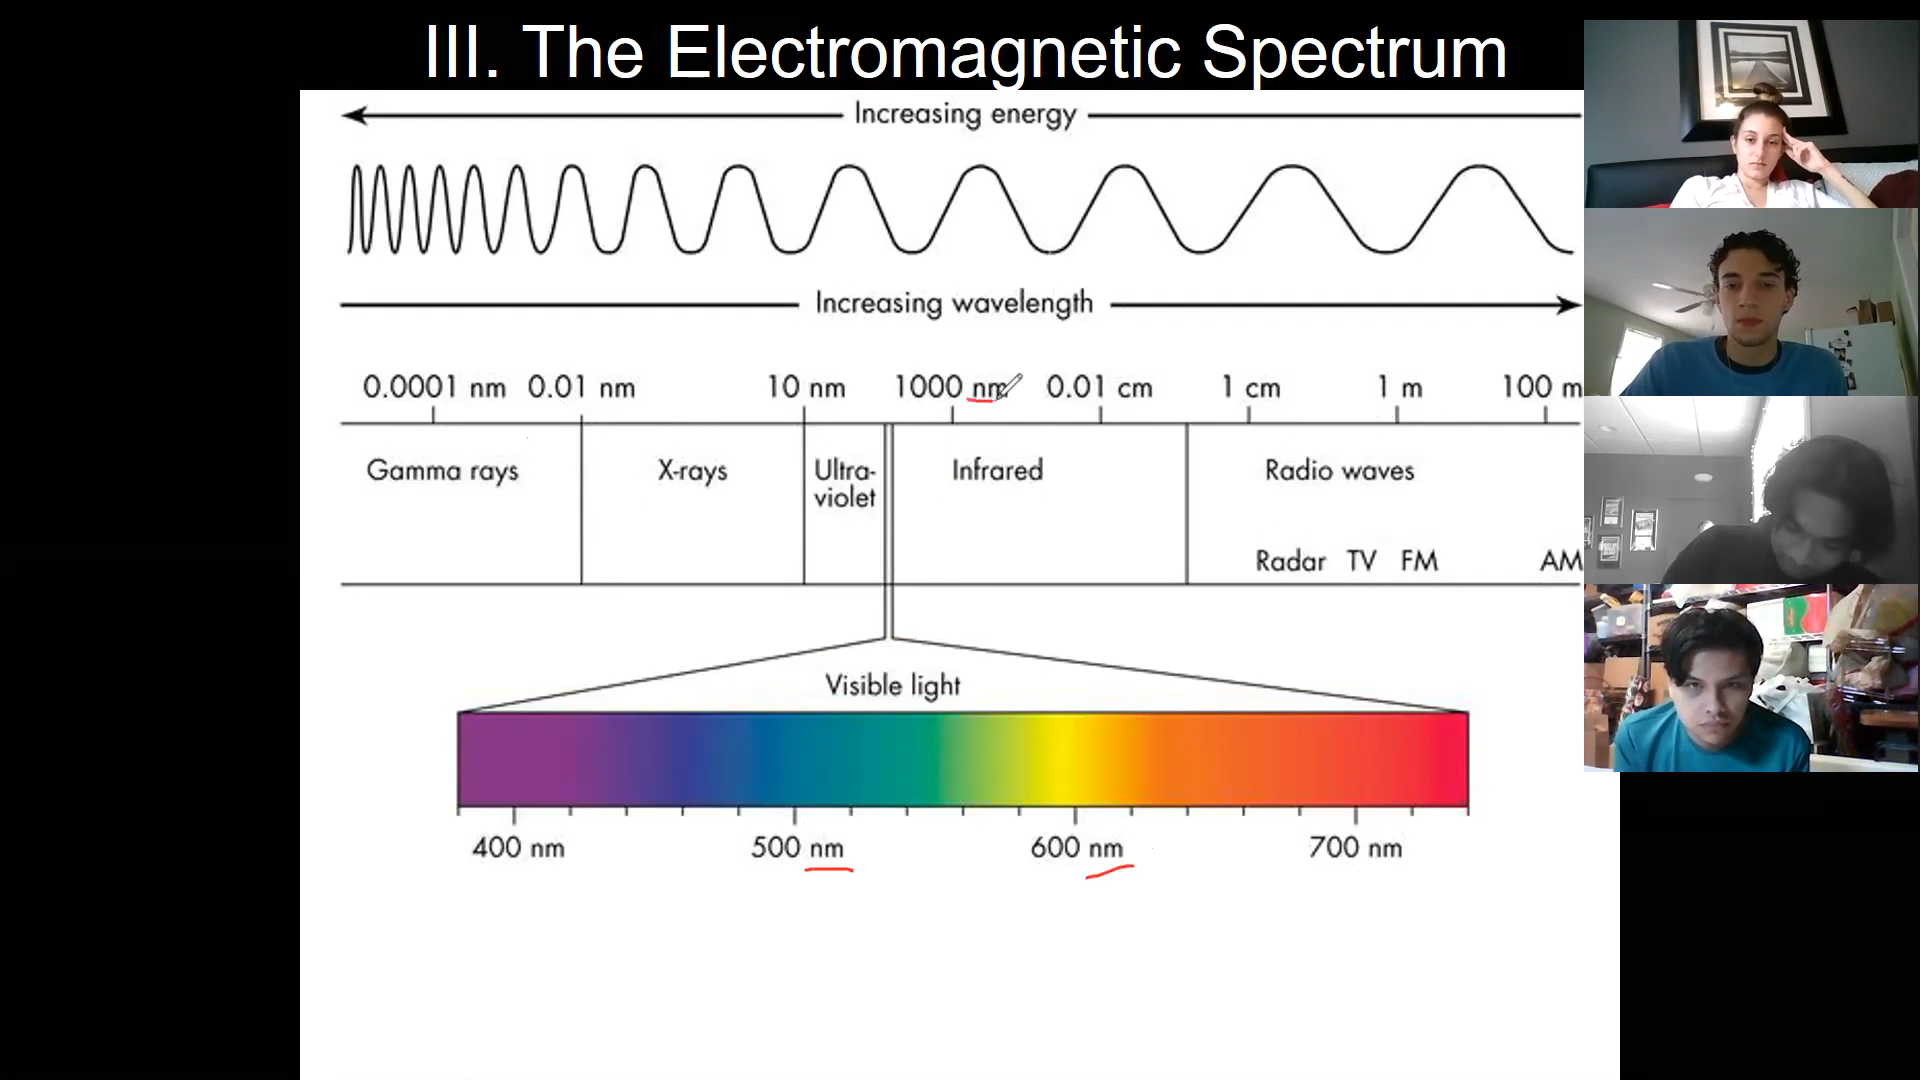 III. The Electromagnetic Spectrum
Increasing energy
Increasing wavelength
0.0001 nm 0.01 nm 10 nm 1000 nm 0.01 cm 1 cm 1 m 100 m
Gamma rays X-rays Ultra-violet Infrared Radio waves
Radar TV FM AM
Visible light
400 nm 500 nm 600 nm 700 nm